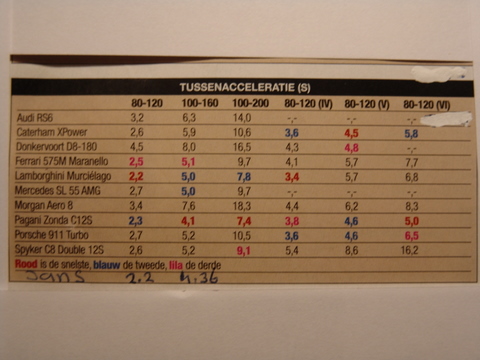 TUSSENACCELERATIE (S)
80-120 100-160 100-200 80-120 (IV) 80-120 (V) 80-120 (VI)
Audi RS6 3,2 6,3 14,0 -,- -,- -,-
Caterham XPower 2,6 5,9 10,6 3,6 4,5 5,8
Donkervoort D8-180 4,5 8,0 16,5 4,3 4,8 -,-
Ferrari 575M Maranello 2,5 5,1 9,7 4,1 5,7 7,7
Lamborghini Murciélago 2,2 5,0 7,8 3,4 5,7 6,8
Mercedes SL 55 AMG 2,7 5,0 9,7 -,- -,- -,-
Morgan Aero 8 3,4 7,6 18,3 4,4 6,2 8,3
Pagani Zonda C12S 2,3 4,1 7,4 3,8 4,6 5,0
Porsche 911 Turbo 2,7 5,2 10,5 3,6 4,6 6,5
Spyker C8 Double 12S 2,6 5,2 9,1 5,4 8,6 16,2
Rood is de snelste, blauw de tweede, lila de derde
Jans 2.2 4.36